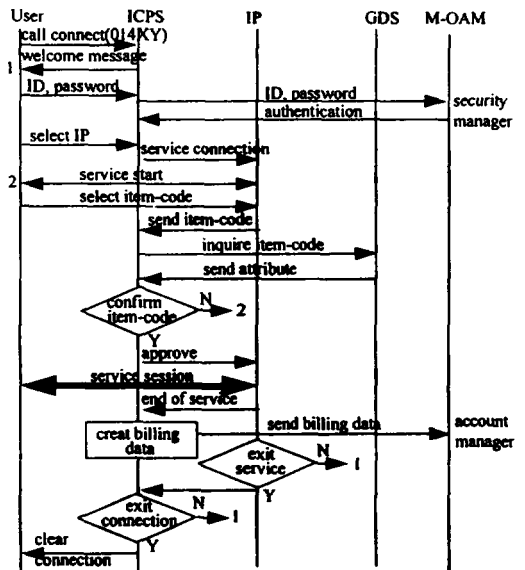 User ICPS IP GDS M-OAM
call connect(014XY)
welcome message
1
ID, password
ID, password
security
authentication
manager
select IP
service connection
service start
2
select item-code
send item-code
inquire item-code
send attribute
confirm
item-code
N
2
Y
approve
service session
end of service
creat billing
data
send billing data
account
manager
exit
service
N
1
Y
exit
connection
N
1
Y
clear
connection